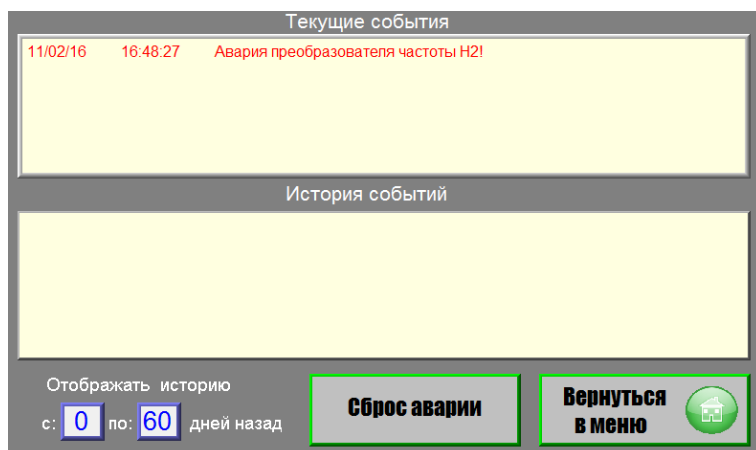 Текущие события
11/02/16 16:48:27 Авария преобразователя частоты Н2!
История событий
Отображать историю
с: 0 по: 60 дней назад
Сброс аварии
Вернуться
в меню